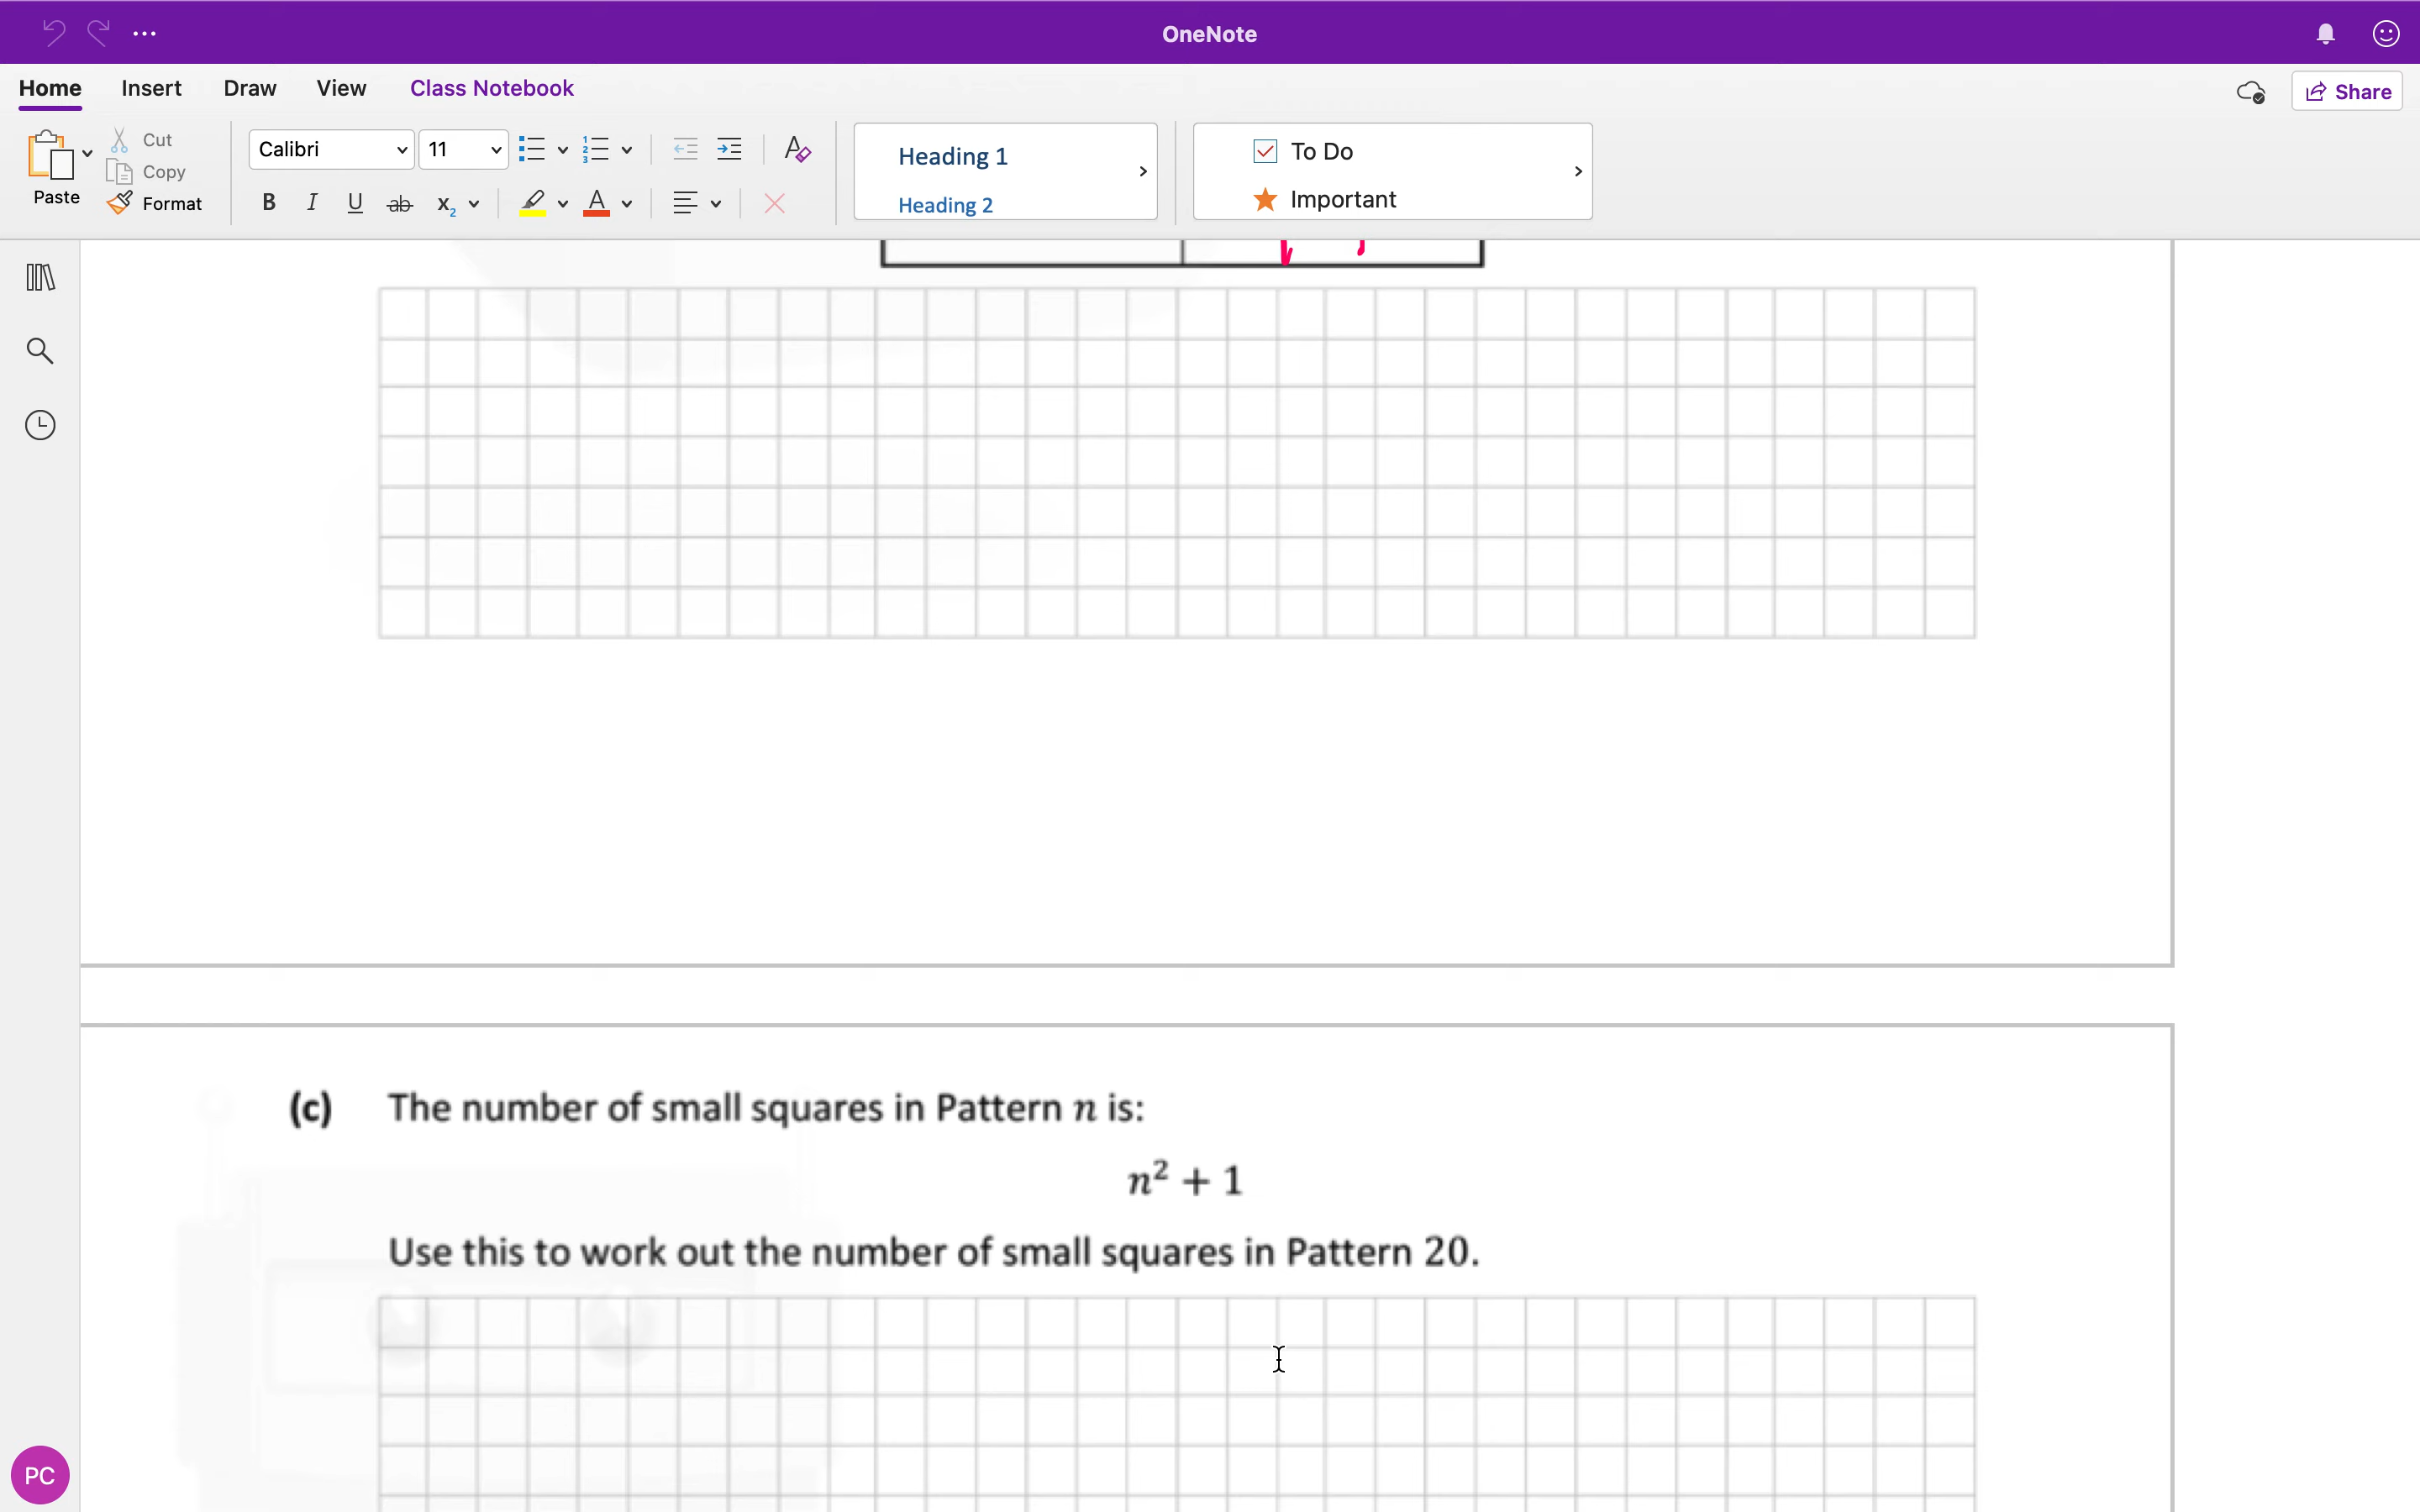 OneNote
Home Insert Draw View Class Notebook
Share
Paste
Cut
Copy
Format
Calibri 11
B I U ab x₂ A
Heading 1
Heading 2
To Do
Important
(c) The number of small squares in Pattern n is:
n² + 1
Use this to work out the number of small squares in Pattern 20.
PC